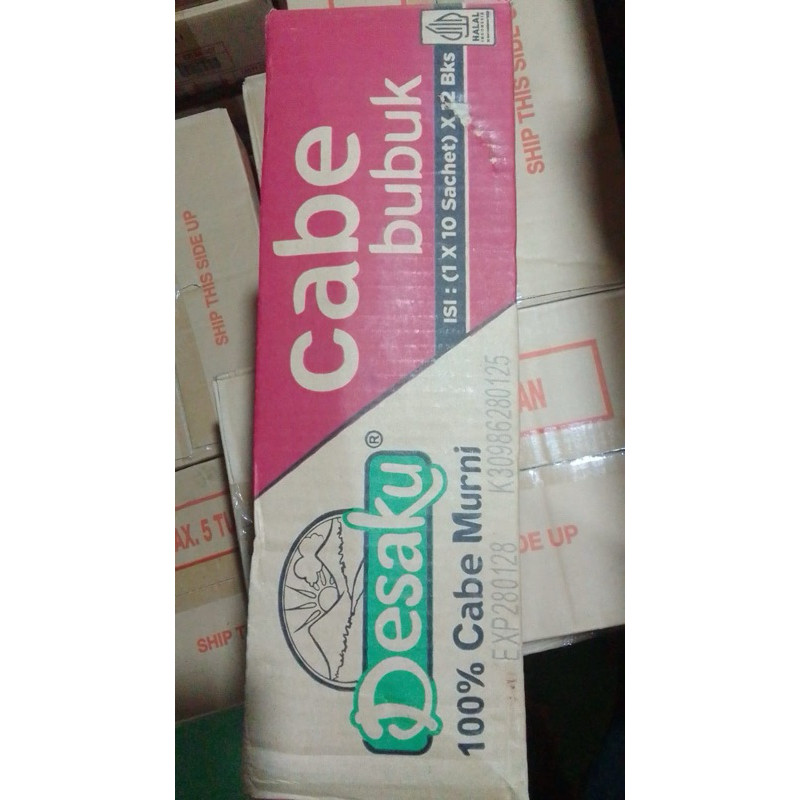 HALAL
INDONESIA
cabe
bubuk
ISI : (1 X 10 Sachet) X 12 Bks
Desaku®
100% Cabe Murni
EXP280128 K30986280125
SHIP THIS SIDE UP
SHIP THIS SIDE UP
AN
DE UP
AX. 5 TU
SHIP T